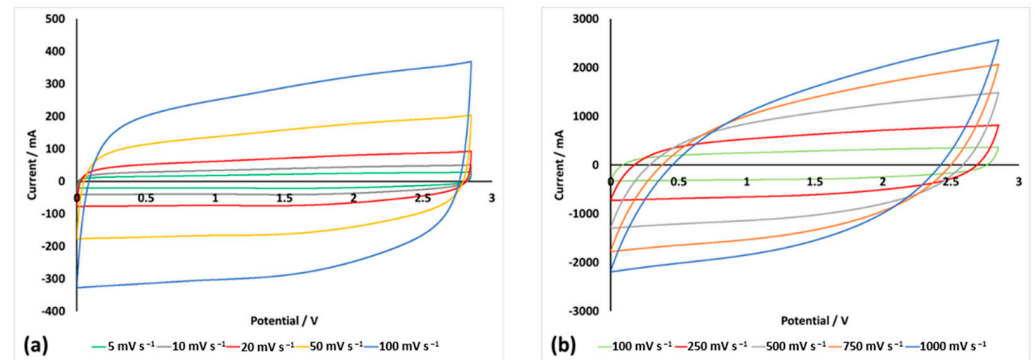 500
400
300
200
100
0
-100
-200
-300
-400
0 0.5 1 1.5 2 2.5 3
Current / mA
Potential / V
(a)
5 mV s⁻¹ 10 mV s⁻¹ 20 mV s⁻¹ 50 mV s⁻¹ 100 mV s⁻¹
3000
2000
1000
0
-1000
-2000
-3000
0 0.5 1 1.5 2 2.5 3
Current / mA
Potential / V
(b)
100 mV s⁻¹ 250 mV s⁻¹ 500 mV s⁻¹ 750 mV s⁻¹ 1000 mV s⁻¹